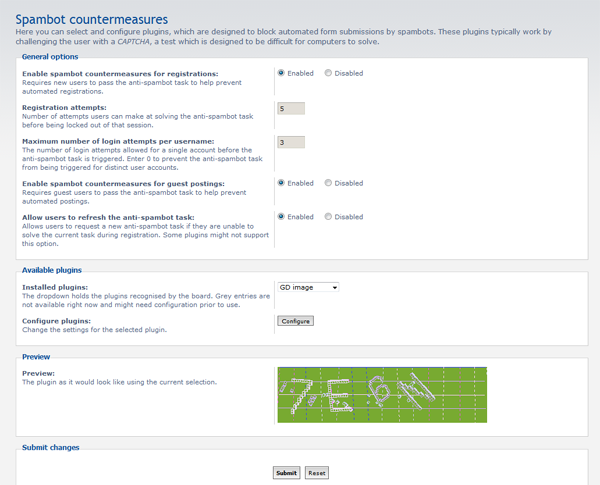 Spambot countermeasures
Here you can select and configure plugins, which are designed to block automated form submissions by spambots. These plugins typically work by
challenging the user with a CAPTCHA, a test which is designed to be difficult for computers to solve.
General options
Enable spambot countermeasures for registrations:
Enabled Disabled
Requires new users to pass the anti-spambot task to help prevent
automated registrations.
Registration attempts:
5
Number of attempts users can make at solving the anti-spambot task
before being locked out of that session.
Maximum number of login attempts per username:
3
The number of login attempts allowed for a single account before the
anti-spambot task is triggered. Enter 0 to prevent the anti-spambot task
from being triggered for distinct user accounts.
Enable spambot countermeasures for guest postings:
Enabled Disabled
Requires guest users to pass the anti-spambot task to help prevent
automated postings.
Allow users to refresh the anti-spambot task:
Enabled Disabled
Allows users to request a new anti-spambot task if they are unable to
solve the current task during registration. Some plugins might not support
this option.
Available plugins
Installed plugins:
GD image
The dropdown holds the plugins recognised by the board. Grey entries are
not available right now and might need configuration prior to use.
Configure plugins:
Configure
Change the settings for the selected plugin.
Preview
Preview:
The plugin as it would look like using the current selection.
Submit changes
Submit Reset